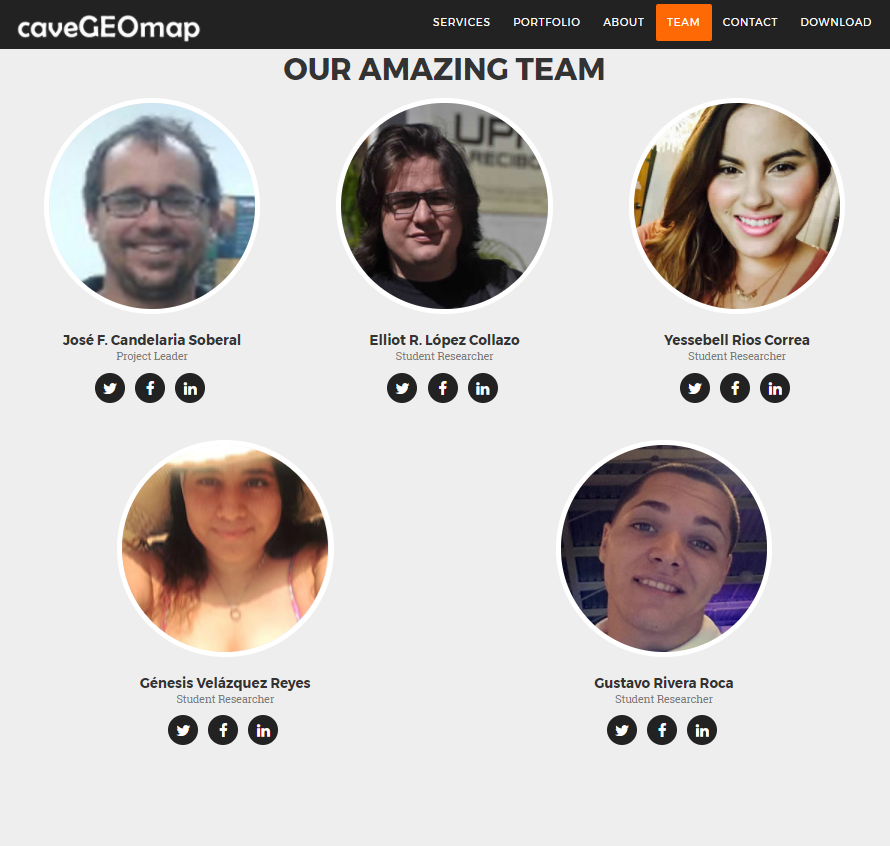 caveGEOmap
SERVICES PORTFOLIO ABOUT TEAM CONTACT DOWNLOAD
OUR AMAZING TEAM
José F. Candelaria Soberal
Project Leader
Elliot R. López Collazo
Student Researcher
Yessebell Rios Correa
Student Researcher
Génesis Velázquez Reyes
Student Researcher
Gustavo Rivera Roca
Student Researcher